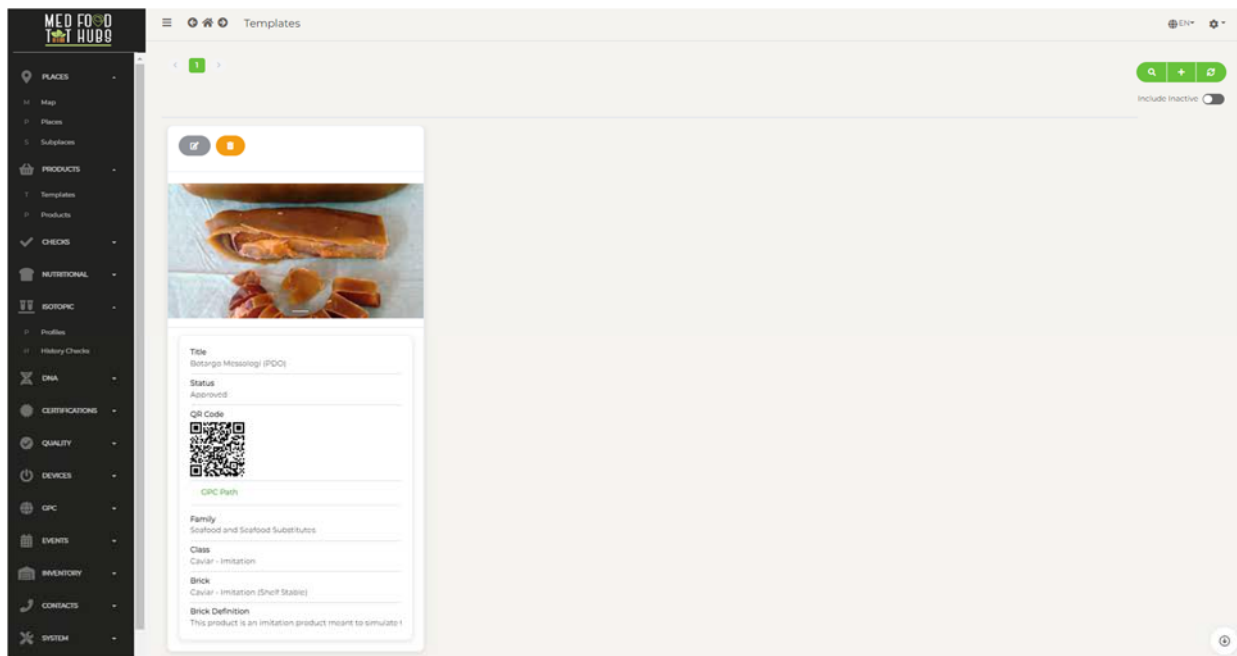 MED FOOD
TTT HUBS
Templates
EN
PLACES
M Map
P Places
S Subplaces
PRODUCTS
T Templates
P Products
CHECKS
NUTRITIONAL
ISOTOPIC
P Profiles
H History Checks
DNA
CERTIFICATIONS
QUALITY
DEVICES
GPC
EVENTS
INVENTORY
CONTACTS
SYSTEM
1
Include Inactive
Title
Botargo Messologi (PDO)
Status
Approved
QR Code
GPC Path
Family
Seafood and Seafood Substitutes
Class
Caviar - Imitation
Brick
Caviar - Imitation (Shelf Stable)
Brick Definition
This product is an imitation product meant to simulate t